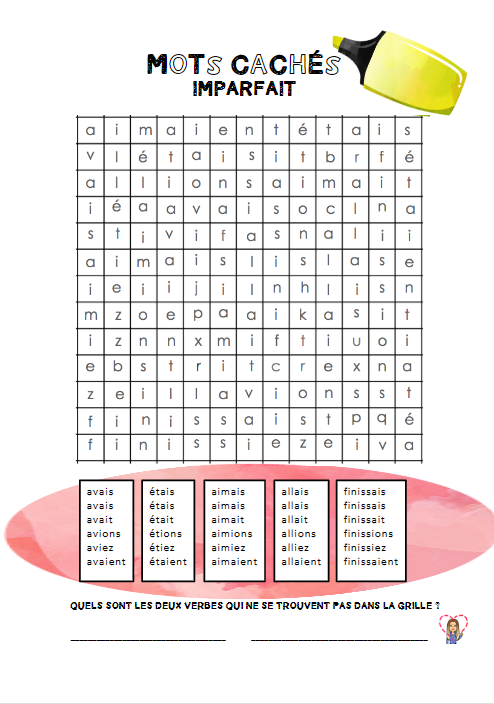 MOTS CACHÉS
IMPARFAIT
a i m a i e n t é t a i s
v l é t a i s i t b r f é
a l l i o n s a i m a i t
i é a a v a i s o c l n a
s t i v i f a s n a l i i
a i m a i s l i s l a s e
i e i i j i l n h l i s n
m z o e p a a i k a s i t
i z n n x m i f t i u o i
e b s t r i t c r e x n a
z e i l l a v i o n s s t
f i n i s s a i s t p q é
f i n i s s i e z e i v a
avais
avais
avait
avions
aviez
avaient
étais
étais
était
étions
étiez
étaient
aimais
aimais
aimait
aimions
aimiez
aimaient
allais
allais
allait
allions
alliez
allaient
finissais
finissais
finissait
finissions
finissiez
finissaient
QUELS SONT LES DEUX VERBES QUI NE SE TROUVENT PAS DANS LA GRILLE ?